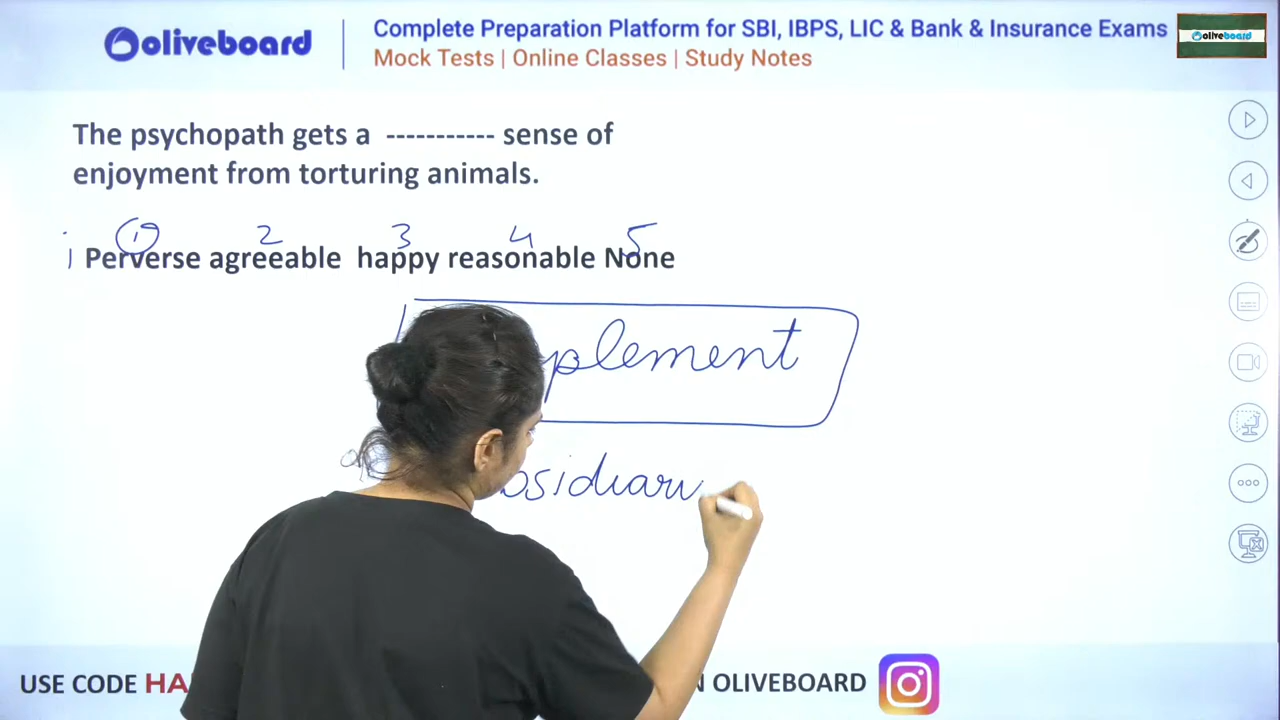 oliveboard
Complete Preparation Platform for SBI, IBPS, LIC & Bank & Insurance Exams
Mock Tests | Online Classes | Study Notes
oliveboard
The psychopath gets a ----------- sense of
enjoyment from torturing animals.
1 2 3 4 5
Perverse agreeable happy reasonable None
plement
USE CODE HA
OLIVEBOARD